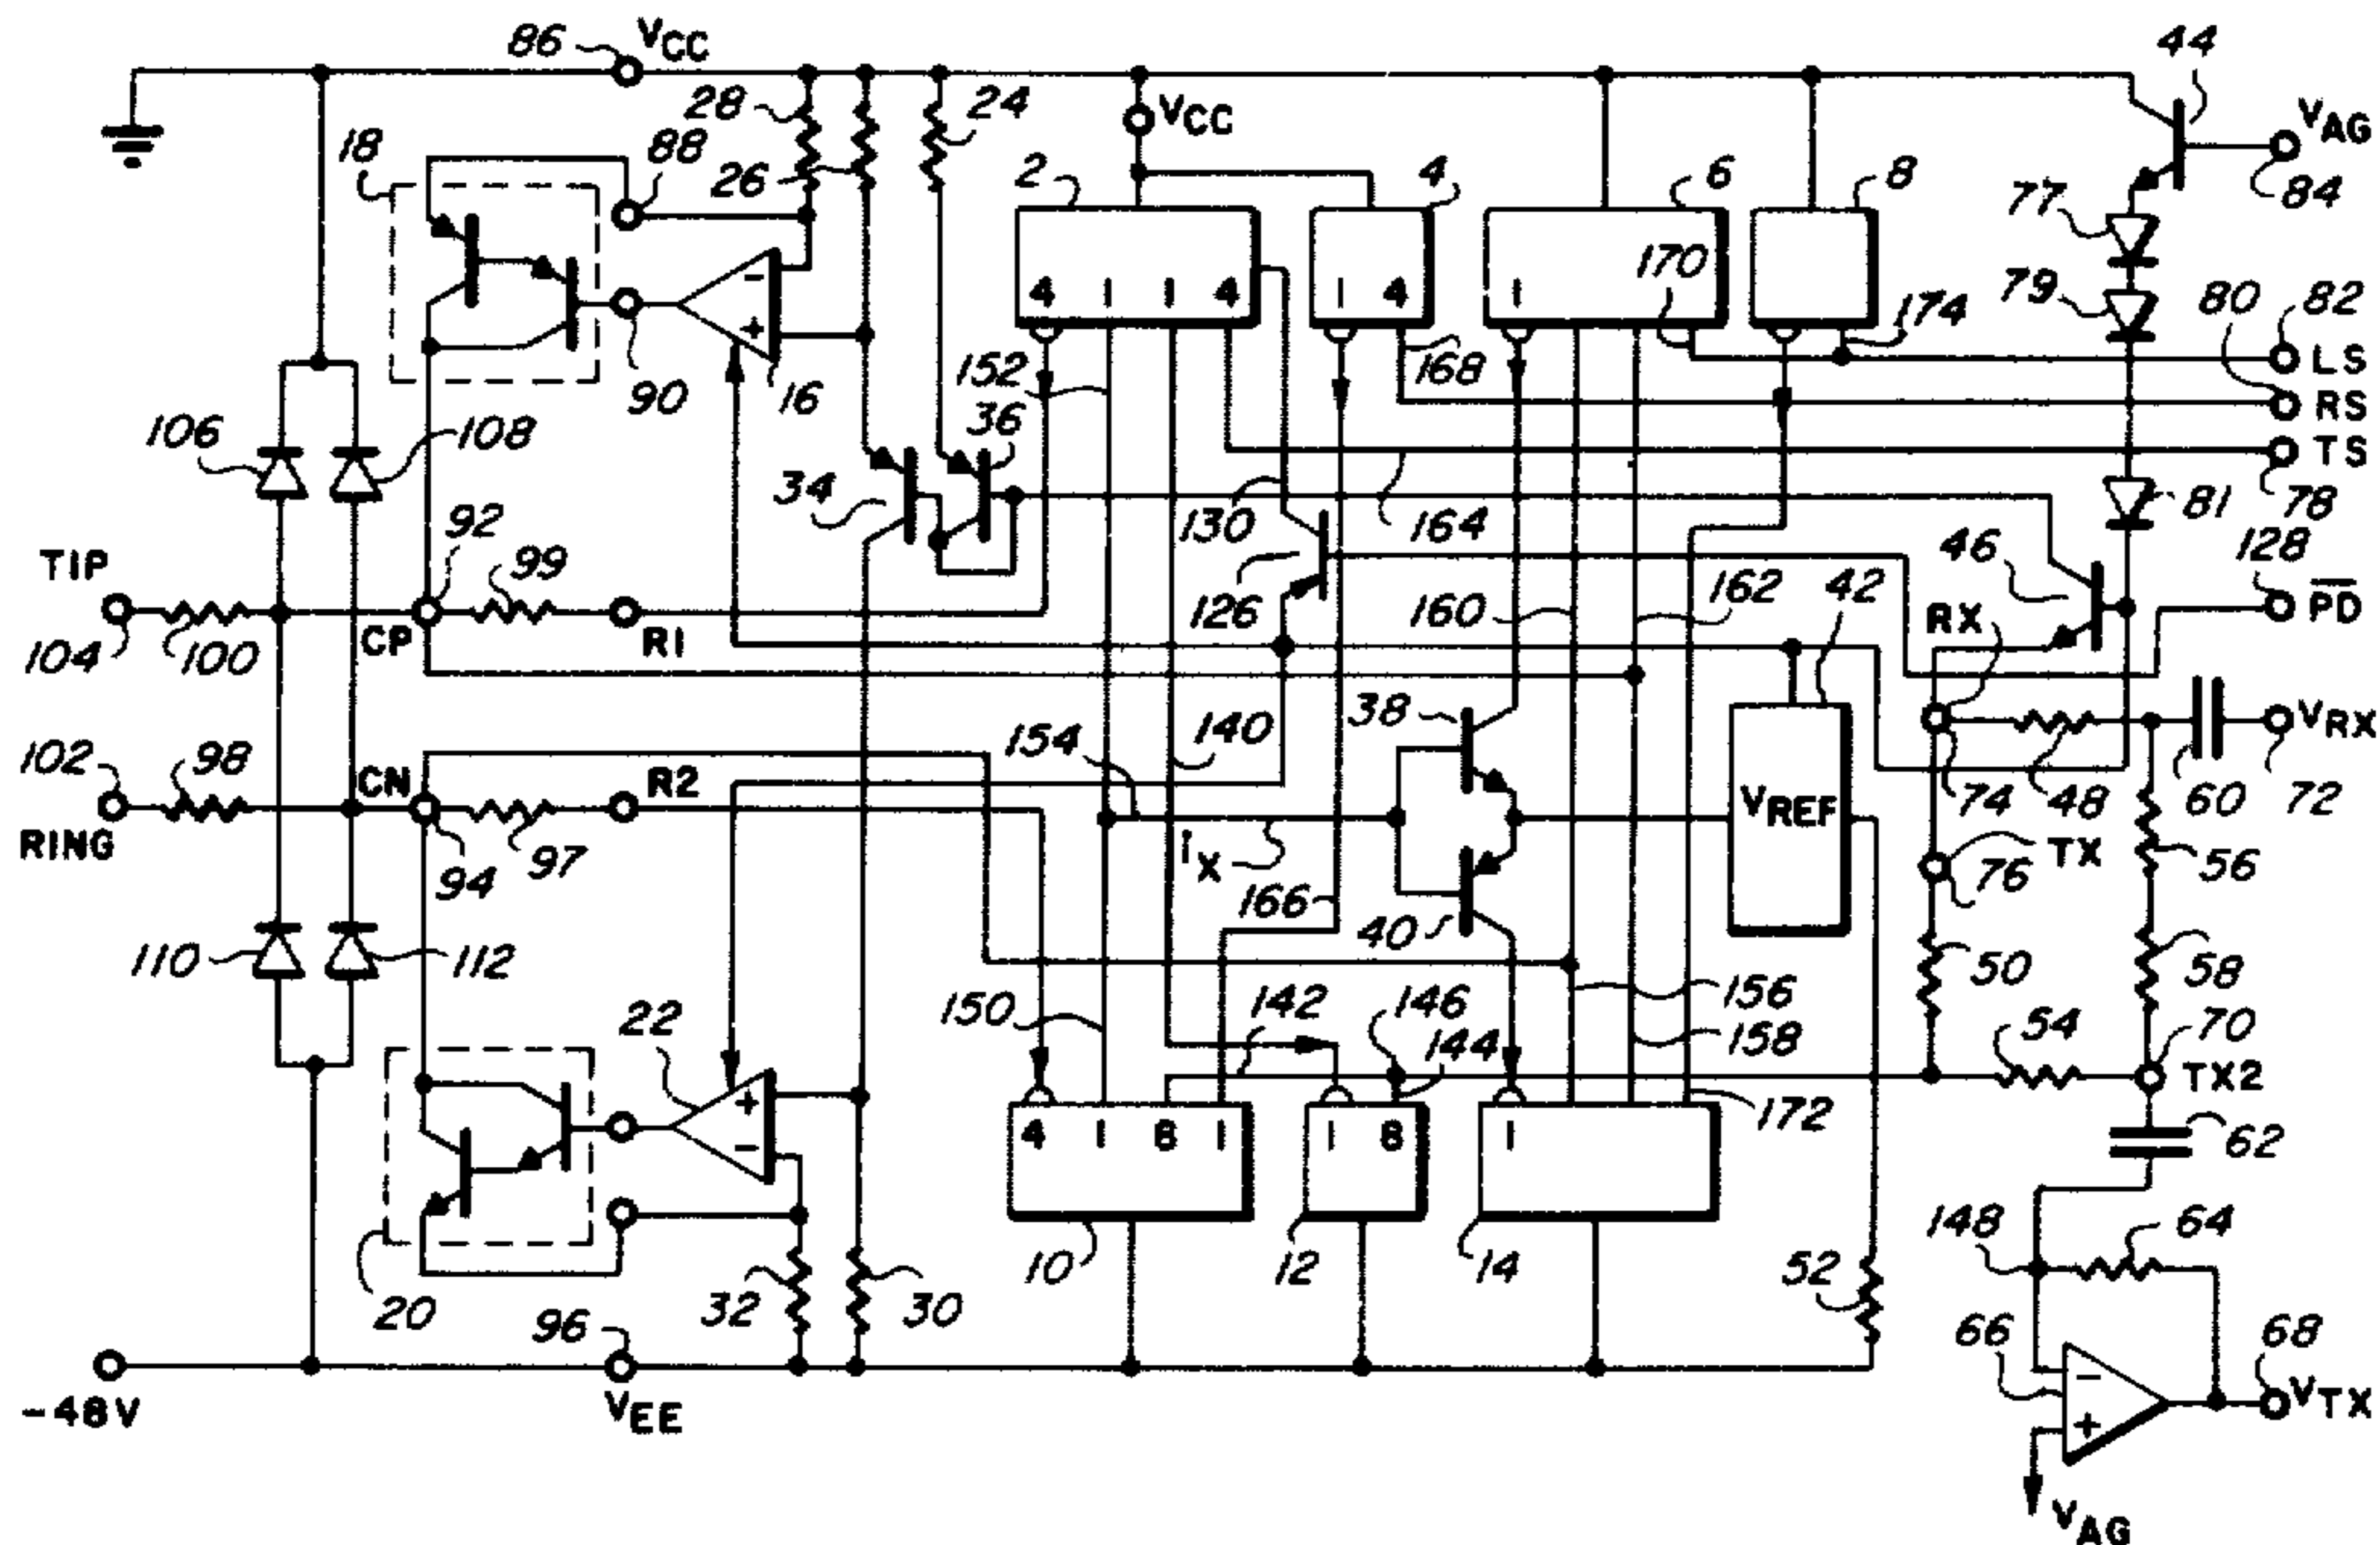 86 VCC 44
28 24 VCC VAG
18 88 26 2 4 6 8 77 84
- 170 79 80 82
4 1 1 4 1 4 1 174
+
90 16 152 168 LS
RS
106 108 36 TS
34 130 164 81 78
92 46 128
TIP 99 126 160 162 42 RX PD
104 100 CP R1
38 VRX
102 98 CN R2 154 140 74 48 60 72
RING 94 97 iX VREF TX 56
76
166 40
110 112 50 58
22 150 142 146 156 54 70
144 158 TX2
+ 4 1 8 1 1 8 1 172 62
-
148 64
20 32 30 10 12 14 52
96 66 68
-48V VEE - VTX
+
VAG